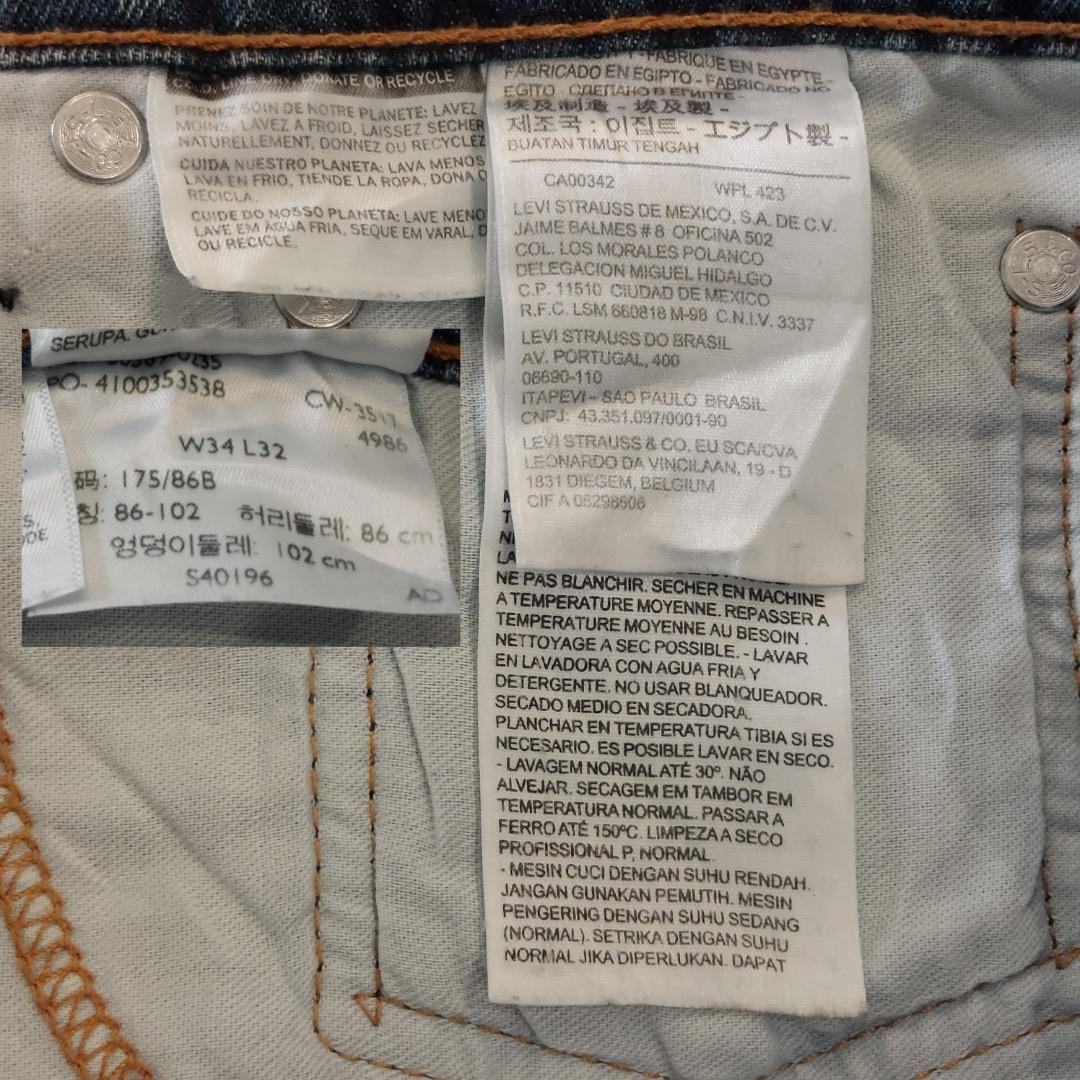 COLD, LINE DRY, DONATE OR RECYCLE
PRENEZ SOIN DE NOTRE PLANETE: LAVEZ
MOINS, LAVEZ A FROID, LAISSEZ SECHER
NATURELLEMENT, DONNEZ OU RECYCLEZ
CUIDA NUESTRO PLANETA: LAVA MENOS
LAVA EN FRIO, TIENDE LA ROPA, DONA O
RECICLA.
CUIDE DO NOSSO PLANETA: LAVE MENO
LAVE EM ÁGUA FRIA, SEQUE EM VARAL, D
OU RECICLE.
FABRIQUE EN EGYPTE -
FABRICADO EN EGIPTO - FABRICADO NO
EGITO - СДЕЛАНО В ЕГИПТЕ -
埃及制造 - 埃及製 -
제조국 : 이집트 - エジプト製 -
BUATAN TIMUR TENGAH
CA00342 WPL 423
LEVI STRAUSS DE MEXICO, S.A. DE C.V.
JAIME BALMES # 8 OFICINA 502
COL. LOS MORALES POLANCO
DELEGACION MIGUEL HIDALGO
C.P. 11510 CIUDAD DE MEXICO
R.F.C. LSM 660818 M-98 C.N.I.V. 3337
LEVI STRAUSS DO BRASIL
AV. PORTUGAL, 400
06690-110
ITAPEVI - SAO PAULO BRASIL
CNPJ: 43.351.097/0001-90
LEVI STRAUSS & CO. EU SCA/CVA
LEONARDO DA VINCILAAN, 19 - D
1831 DIEGEM, BELGIUM
CIF A 08298606
NE PAS BLANCHIR. SECHER EN MACHINE
A TEMPERATURE MOYENNE. REPASSER A
TEMPERATURE MOYENNE AU BESOIN .
NETTOYAGE A SEC POSSIBLE. - LAVAR
EN LAVADORA CON AGUA FRIA Y
DETERGENTE. NO USAR BLANQUEADOR.
SECADO MEDIO EN SECADORA.
PLANCHAR EN TEMPERATURA TIBIA SI ES
NECESARIO. ES POSIBLE LAVAR EN SECO.
- LAVAGEM NORMAL ATÉ 30º. NÃO
ALVEJAR. SECAGEM EM TAMBOR EM
TEMPERATURA NORMAL. PASSAR A
FERRO ATÉ 150ºC. LIMPEZA A SECO
PROFISSIONAL P, NORMAL.
- MESIN CUCI DENGAN SUHU RENDAH.
JANGAN GUNAKAN PEMUTIH. MESIN
PENGERING DENGAN SUHU SEDANG
(NORMAL). SETRIKA DENGAN SUHU
NORMAL JIKA DIPERLUKAN. DAPAT
SERUPA.
PO- 4100353538
CW-3517
4986
W34 L32
码: 175/86B
칭: 86-102 허리둘레: 86 cm
엉덩이둘레: 102 cm
S40196
AD